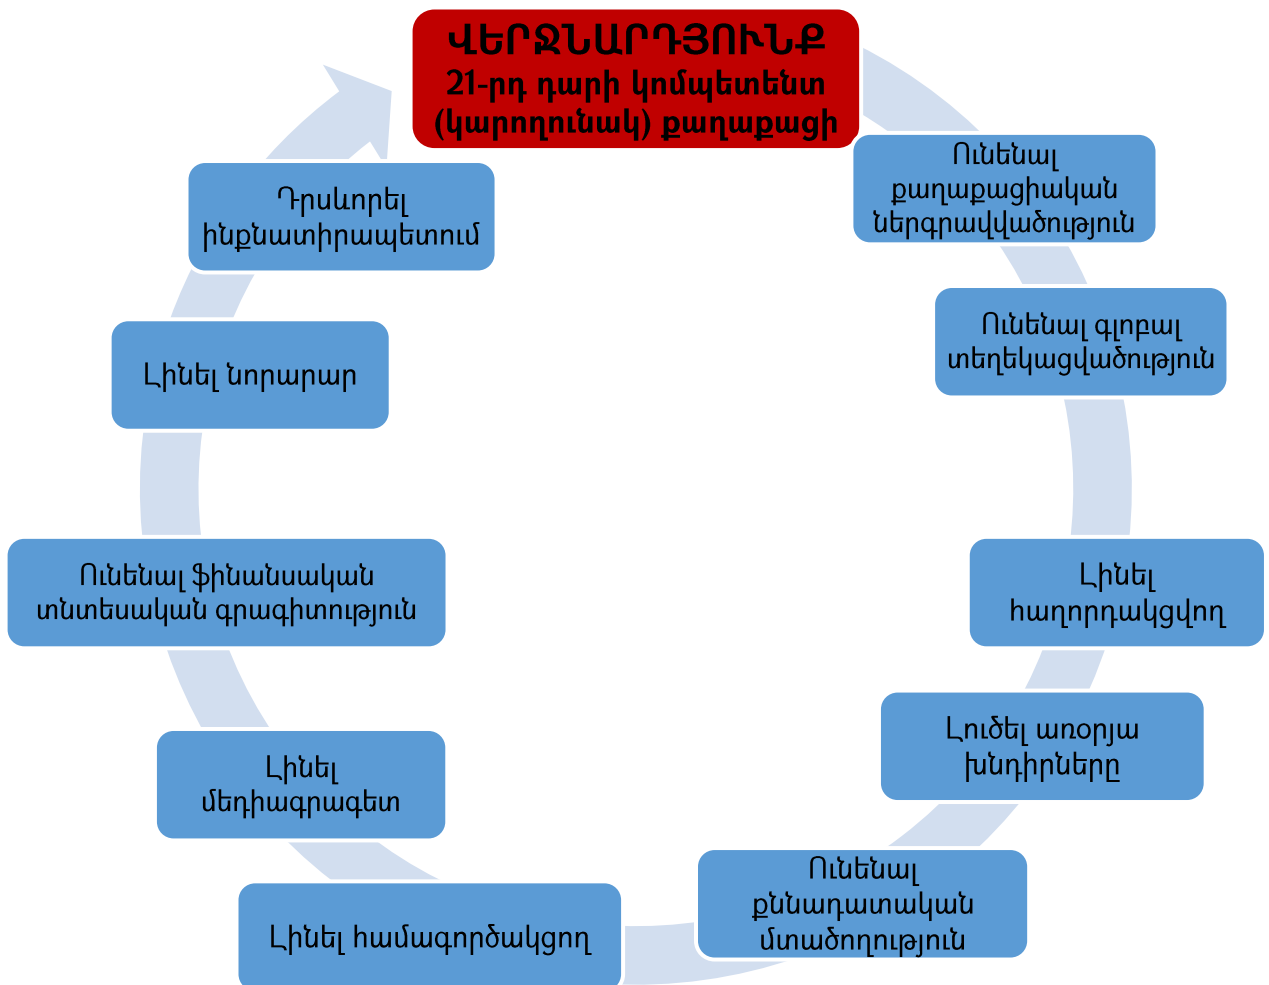 ՎԵՐՋՆԱՐԴՅՈՒՆՔ
21-րդ դարի կոմպետենտ
(կարողունակ) քաղաքացի
Ունենալ
քաղաքացիական
ներգրավվածություն
Ունենալ գլոբալ
տեղեկացվածություն
Լինել
հաղորդակցվող
Լուծել առօրյա
խնդիրները
Ունենալ
քննադատական
մտածողություն
Լինել համագործակցող
Լինել
մեդիագրագետ
Ունենալ ֆինանսական
տնտեսական գրագիտություն
Լինել նորարար
Դրսևորել
ինքնատիրապետում